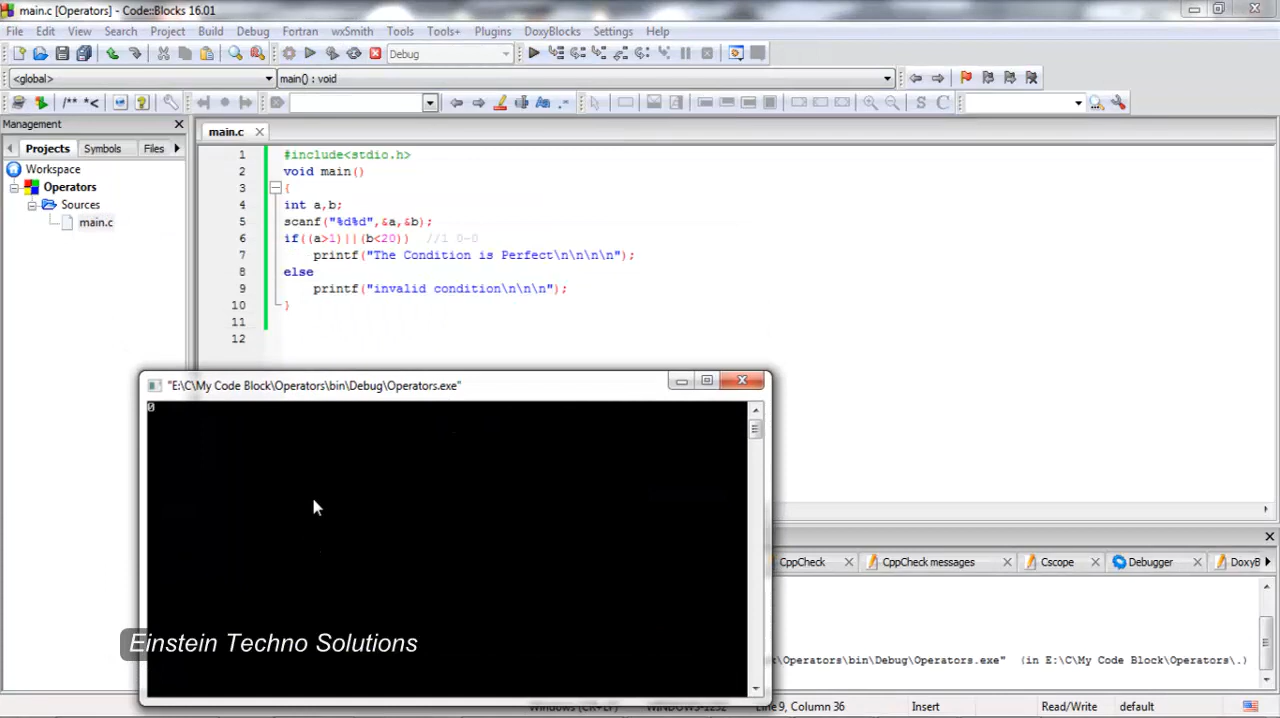 main.c [Operators] - Code::Blocks 16.01
File Edit View Search Project Build Debug Fortran wxSmith Tools Tools+ Plugins DoxyBlocks Settings Help
Debug
<global> main() : void
/** *<
S C
Management
Projects Symbols Files
Workspace
Operators
Sources
main.c
main.c
1 #include<stdio.h>
2 void main()
3 {
4 int a,b;
5 scanf("%d%d",&a,&b);
6 if((a>1)||(b<20)) //1 0-0
7 printf("The Condition is Perfect\n\n\n\n");
8 else
9 printf("invalid condition\n\n\n");
10 }
11
12
"E:\C\My Code Block\Operators\bin\Debug\Operators.exe"
0
CppCheck CppCheck messages Cscope Debugger DoxyB
\Operators\bin\Debug\Operators.exe" (in E:\C\My Code Block\Operators\.)
Einstein Techno Solutions
Windows (CR+LF) WINDOWS-1252 Line 9, Column 36 Insert Read/Write default